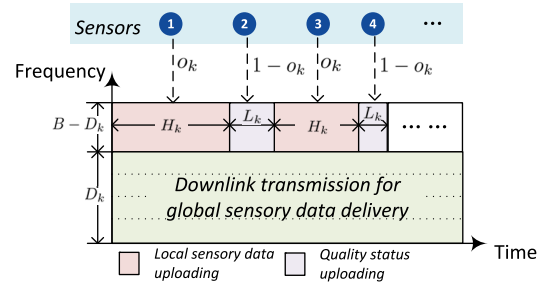 Sensors 1 2 3 4 ...
o_k 1 − o_k o_k 1 − o_k
Frequency
B − D_k H_k L_k H_k L_k ... ...
D_k
Downlink transmission for
global sensory data delivery
Time
Local sensory data
uploading
Quality status
uploading